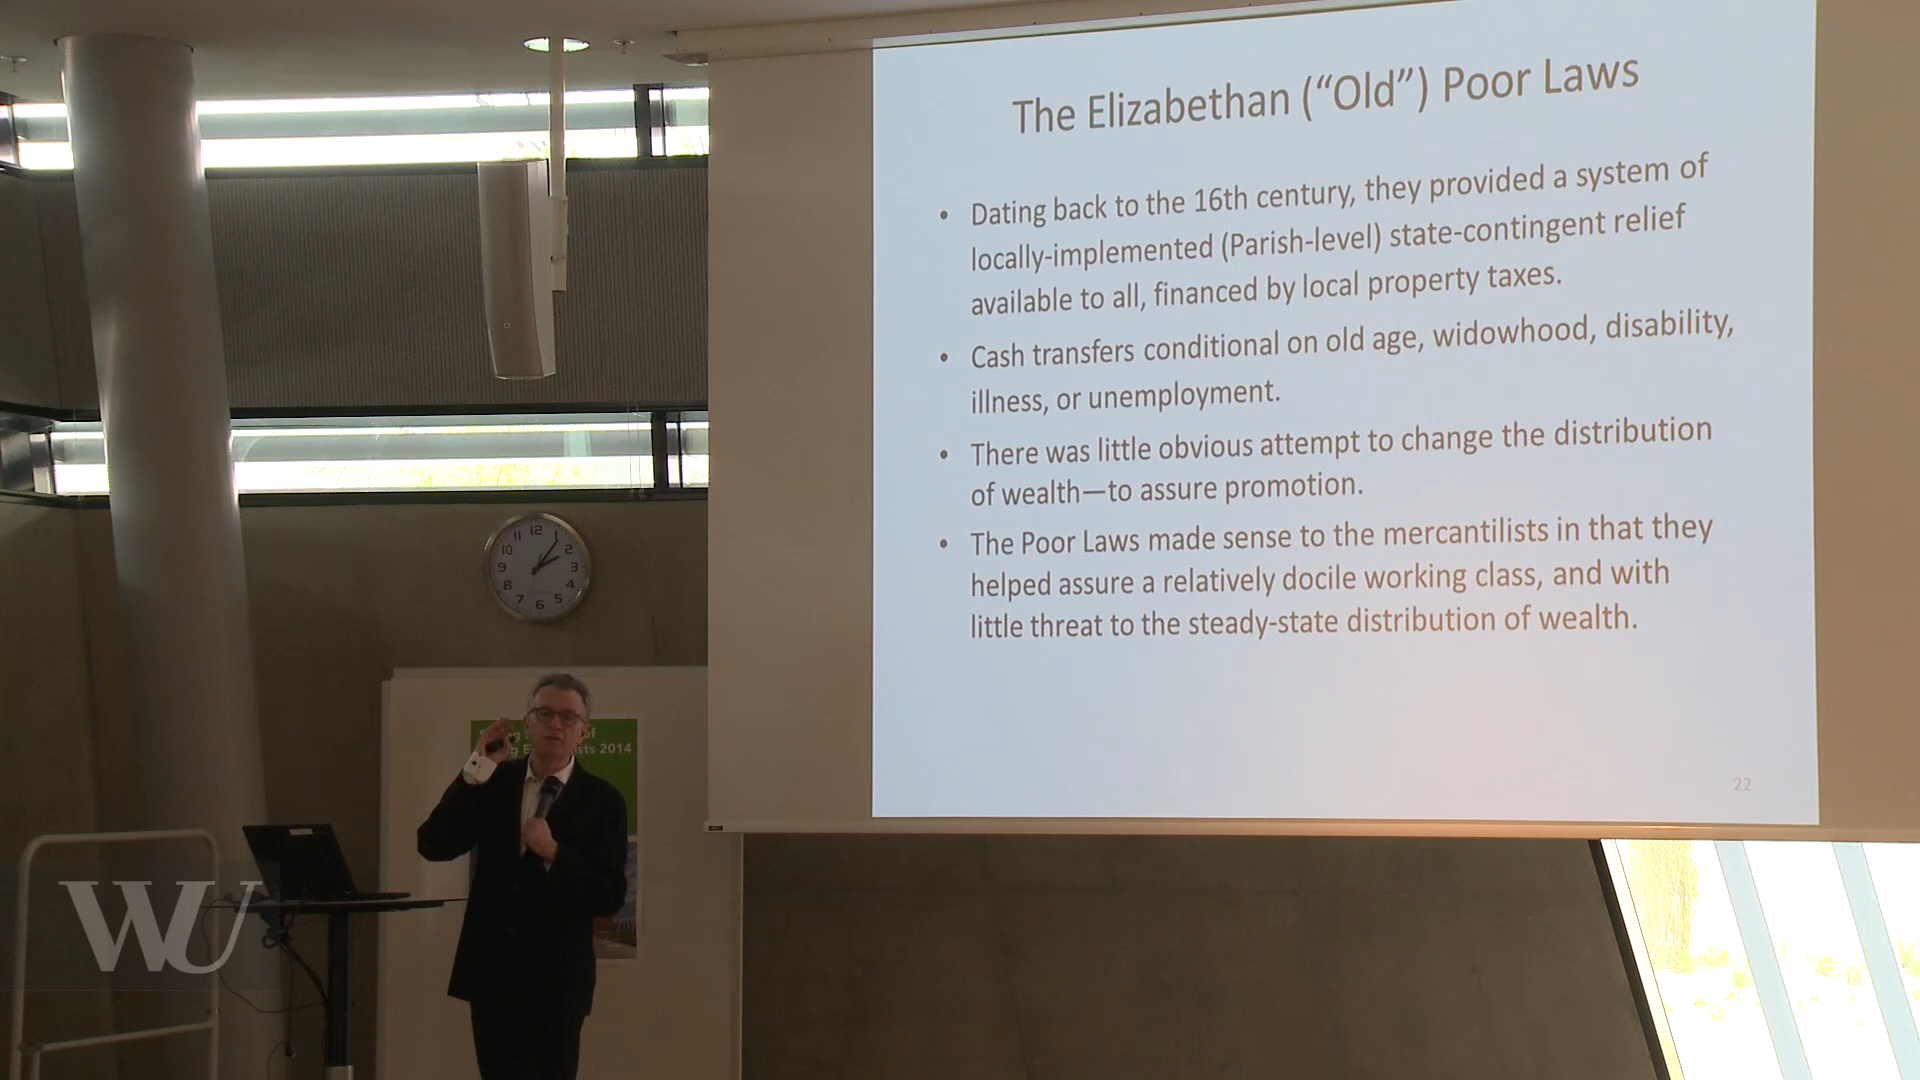 The Elizabethan (“Old”) Poor Laws
• Dating back to the 16th century, they provided a system of
locally-implemented (Parish-level) state-contingent relief
available to all, financed by local property taxes.
• Cash transfers conditional on old age, widowhood, disability,
illness, or unemployment.
• There was little obvious attempt to change the distribution
of wealth—to assure promotion.
• The Poor Laws made sense to the mercantilists in that they
helped assure a relatively docile working class, and with
little threat to the steady-state distribution of wealth.
22
11 12 1
10 2
9 3
8 4
7 6 5
of
2014
WU